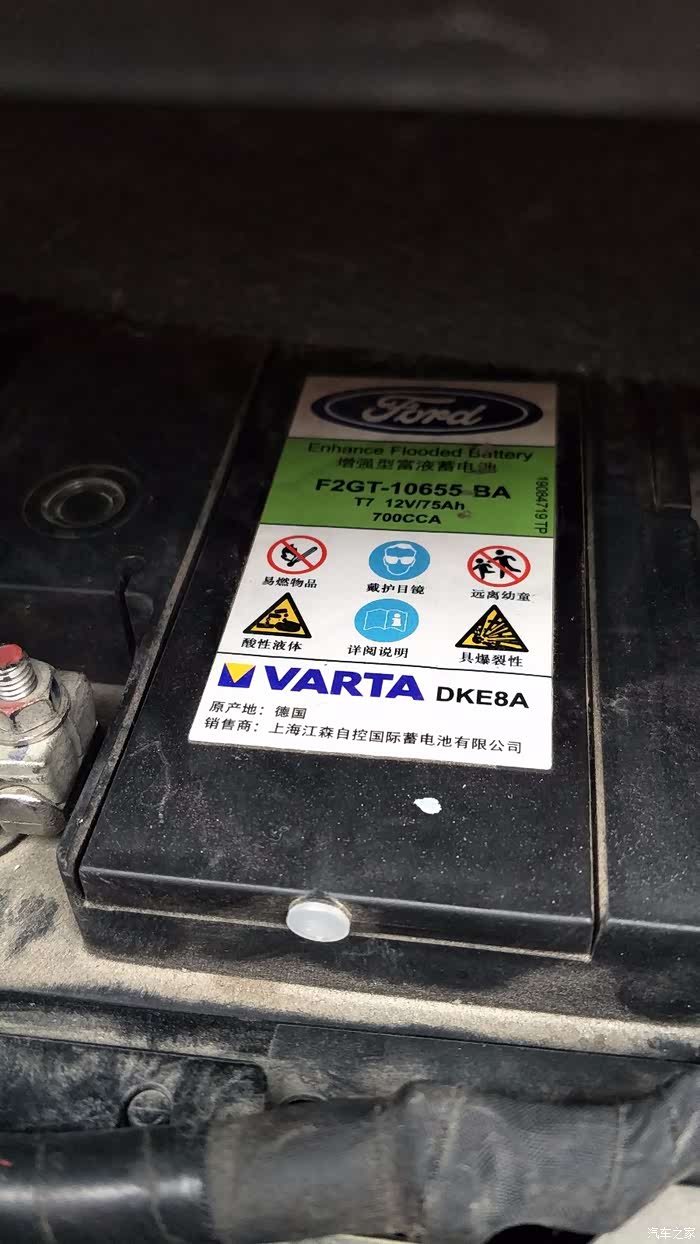 Ford
Enhance Flooded Battery
增强型富液蓄电池
F2GT-10655-BA
T7 12V/75Ah
700CCA
19084719 TP
易燃物品
戴护目镜
远离幼童
酸性液体
详阅说明
具爆裂性
VARTA DKE8A
原产地：德国
销售商：上海江森自控国际蓄电池有限公司
汽车之家